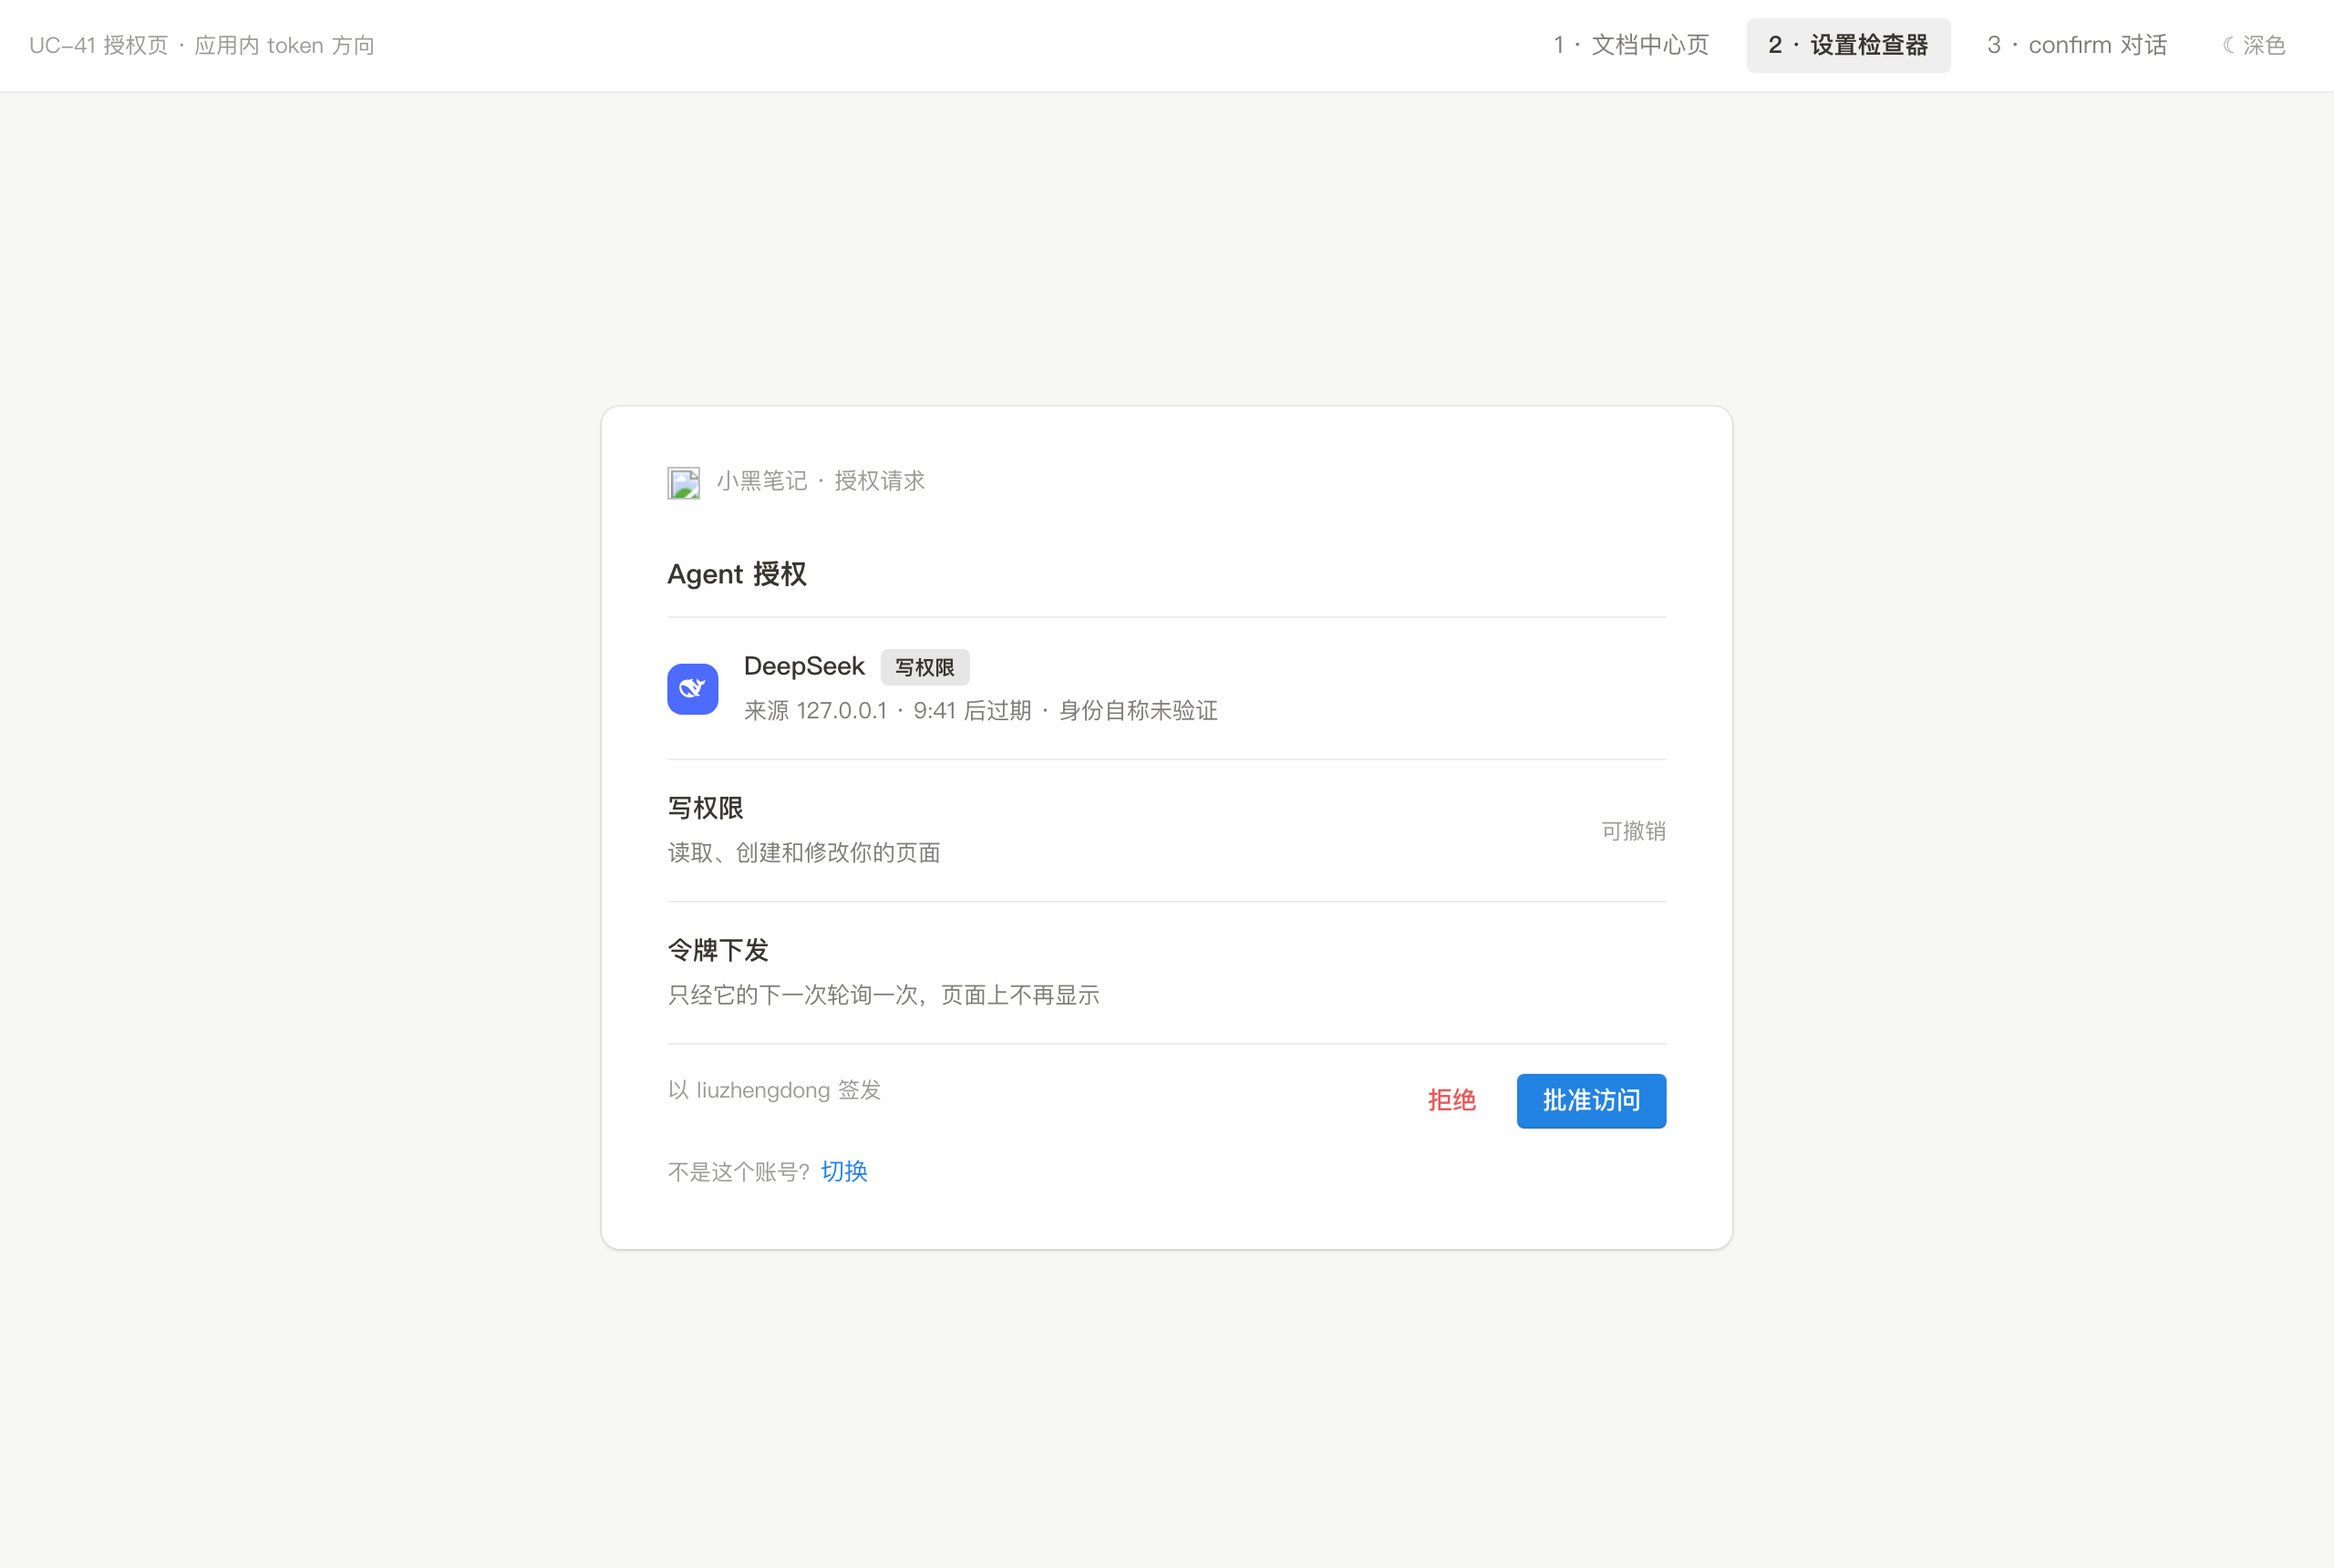 UC-41 授权页 · 应用内 token 方向
1 · 文档中心页
2 · 设置检查器
3 · confirm 对话
☾ 深色
小黑笔记 · 授权请求
Agent 授权
DeepSeek 写权限
来源 127.0.0.1 · 9:41 后过期 · 身份自称未验证
写权限
读取、创建和修改你的页面
可撤销
令牌下发
只经它的下一次轮询一次，页面上不再显示
以 liuzhengdong 签发
拒绝
批准访问
不是这个账号？切换